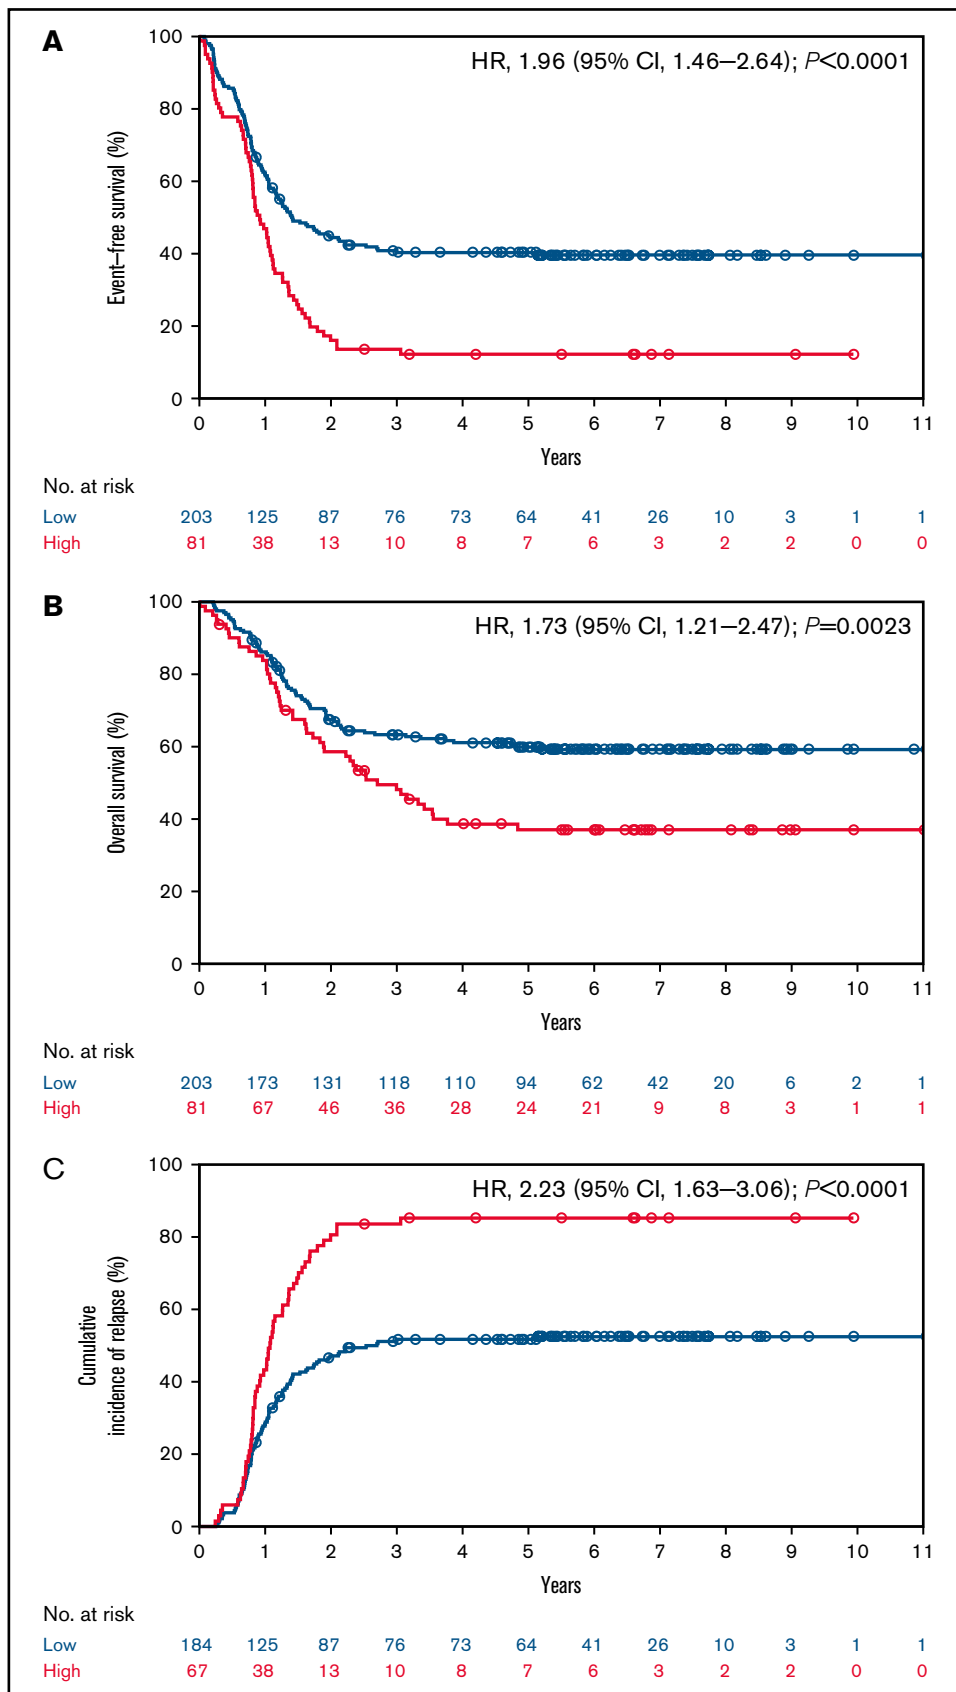 A
HR, 1.96 (95% CI, 1.46–2.64); P<0.0001
Event–free survival (%)
100
80
60
40
20
0
0 1 2 3 4 5 6 7 8 9 10 11
Years
No. at risk
Low 203 125 87 76 73 64 41 26 10 3 1 1
High 81 38 13 10 8 7 6 3 2 2 0 0
B
HR, 1.73 (95% CI, 1.21–2.47); P=0.0023
Overall survival (%)
100
80
60
40
20
0
0 1 2 3 4 5 6 7 8 9 10 11
Years
No. at risk
Low 203 173 131 118 110 94 62 42 20 6 2 1
High 81 67 46 36 28 24 21 9 8 3 1 1
C
HR, 2.23 (95% CI, 1.63–3.06); P<0.0001
Cumulative
incidence of relapse (%)
100
80
60
40
20
0
0 1 2 3 4 5 6 7 8 9 10 11
Years
No. at risk
Low 184 125 87 76 73 64 41 26 10 3 1 1
High 67 38 13 10 8 7 6 3 2 2 0 0